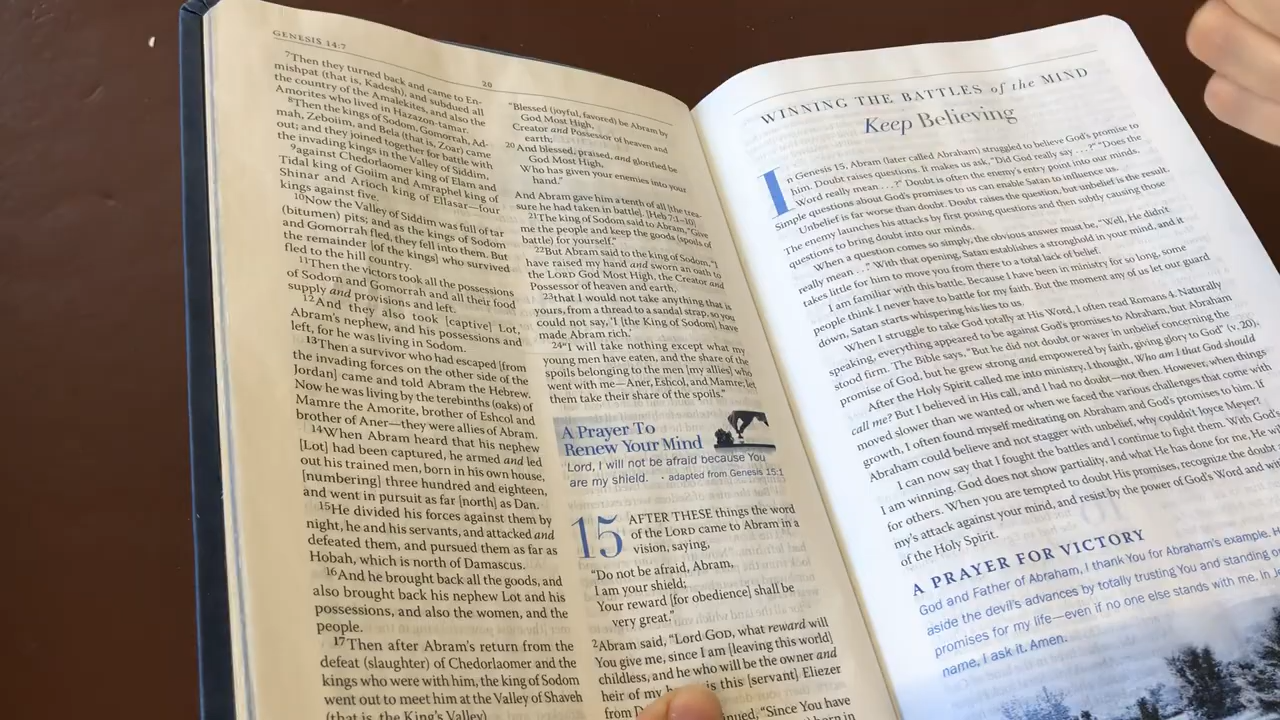 GENESIS 14:7
20
7Then they turned back and came to En-
mishpat (that is, Kadesh), and subdued all
the country of the Amalekites, and also the
Amorites who lived in Hazazon-tamar.
8Then the kings of Sodom, Gomorrah, Ad-
mah, Zeboiim, and Bela (that is, Zoar) came
out; and they joined together for battle with
the invading kings in the Valley of Siddim,
9against Chedorlaomer king of Elam and
Tidal king of Goiim and Amraphel king of
Shinar and Arioch king of Ellasar—four
kings against five.
10Now the Valley of Siddim was full of tar
(bitumen) pits; and as the kings of Sodom
and Gomorrah fled, they fell into them. But
the remainder [of the kings] who survived
fled to the hill country.
11Then the victors took all the possessions
of Sodom and Gomorrah and all their food
supply and provisions and left.
12And they also took [captive] Lot,
Abram's nephew, and his possessions and
left, for he was living in Sodom.
13Then a survivor who had escaped [from
the invading forces on the other side of the
Jordan] came and told Abram the Hebrew.
Now he was living by the terebinths (oaks) of
Mamre the Amorite, brother of Eshcol and
brother of Aner—they were allies of Abram.
14When Abram heard that his nephew
[Lot] had been captured, he armed and led
out his trained men, born in his own house,
[numbering] three hundred and eighteen,
and went in pursuit as far [north] as Dan.
15He divided his forces against them by
night, he and his servants, and attacked and
defeated them, and pursued them as far as
Hobah, which is north of Damascus.
16And he brought back all the goods, and
also brought back his nephew Lot and his
possessions, and also the women, and the
people.
17Then after Abram's return from the
defeat (slaughter) of Chedorlaomer and the
kings who were with him, the king of Sodom
went out to meet him at the Valley of Shaveh
(that is, the King's Valley).
"Blessed (joyful, favored) be Abram by
God Most High,
Creator and Possessor of heaven and
earth;
20And blessed, praised, and glorified be
God Most High,
Who has given your enemies into your
hand."
And Abram gave him a tenth of all [the trea-
sure he had taken in battle]. [Heb 7:1–10]
21The king of Sodom said to Abram, "Give
me the people and keep the goods (spoils of
battle) for yourself."
22But Abram said to the king of Sodom, "I
have raised my hand and sworn an oath to
the LORD God Most High, the Creator and
Possessor of heaven and earth,
23that I would not take anything that is
yours, from a thread to a sandal strap, so you
could not say, 'I [the King of Sodom] have
made Abram rich.'
24"I will take nothing except what my
young men have eaten, and the share of the
spoils belonging to the men [my allies] who
went with me—Aner, Eshcol, and Mamre; let
them take their share of the spoils."
A Prayer To
Renew Your Mind
Lord, I will not be afraid because You
are my shield. • adapted from Genesis 15:1
15 AFTER THESE things the word
of the LORD came to Abram in a
vision, saying,
"Do not be afraid, Abram,
I am your shield;
Your reward [for obedience] shall be
very great."
2Abram said, "Lord GOD, what reward will
You give me, since I am [leaving this world]
childless, and he who will be the owner and
heir of my is this [servant] Eliezer
from "Since You have
born in
WINNING THE BATTLES of the MIND
Keep Believing
In Genesis 15, Abram (later called Abraham) struggled to believe God's promise to
him. Doubt raises questions. It makes us ask, "Did God really say . . . ?" "Does the
Word really mean . . . ?" Doubt is often the enemy's entry point into our minds.
Simple questions about God's promises to us can enable Satan to influence us.
Unbelief is far worse than doubt. Doubt raises the question, but unbelief is the result.
The enemy launches his attacks by first posing questions and then subtly causing those
questions to bring doubt into our minds.
When a question comes so simply, the obvious answer must be, "Well, He didn't
really mean . . ." With that opening, Satan establishes a stronghold in your mind, and it
takes little for him to move you from there to a total lack of belief.
I am familiar with this battle. Because I have been in ministry for so long, some
people think I never have to battle for my faith. But the moment any of us let our guard
down, Satan starts whispering his lies to us.
When I struggle to take God totally at His Word, I often read Romans 4. Naturally
speaking, everything appeared to be against God's promises to Abraham, but Abraham
stood firm. The Bible says, "But he did not doubt or waver in unbelief concerning the
promise of God, but he grew strong and empowered by faith, giving glory to God" (v. 20).
After the Holy Spirit called me into ministry, I thought, Who am I that God should
call me? But I believed in His call, and I had no doubt—not then. However, when things
moved slower than we wanted or when we faced the various challenges that come with
growth, I often found myself meditating on Abraham and God's promises to him. If
Abraham could believe and not stagger with unbelief, why couldn't Joyce Meyer?
I can now say that I fought the battles and I continue to fight them. With God
I am winning. God does not show partiality, and what He has done for me, He
for others. When you are tempted to doubt His promises, recognize the doubt
my's attack against your mind, and resist by the power of God's Word and
of the Holy Spirit.
A PRAYER FOR VICTORY
God and Father of Abraham, I thank You for Abraham's example.
aside the devil's advances by totally trusting You and standing
promises for my life—even if no one else stands with me. In
name, I ask it. Amen.